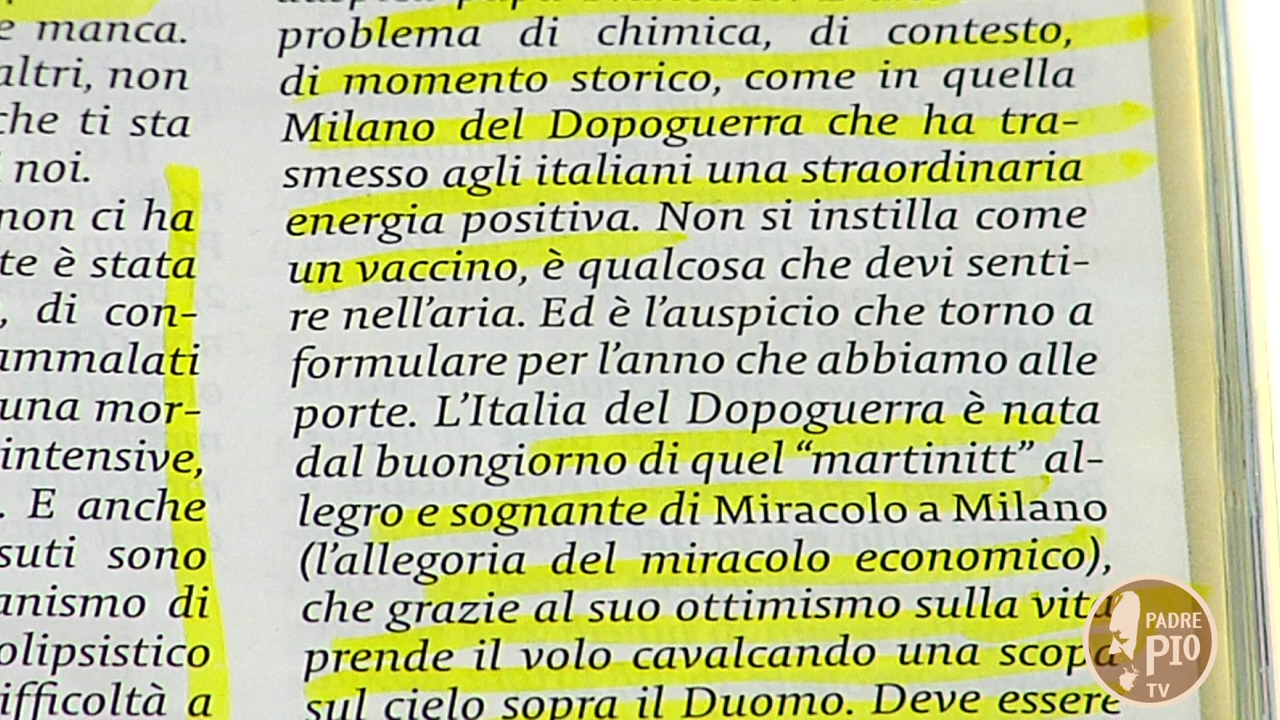 e manca.
altri, non
che ti sta
noi.
non ci ha
te è stata
, di con-
ammalati
una mor-
intensive,
. E anche
suti sono
anismo di
olipsistico
ifficoltà a
problema di chimica, di contesto,
di momento storico, come in quella
Milano del Dopoguerra che ha tra-
smesso agli italiani una straordinaria
energia positiva. Non si instilla come
un vaccino, è qualcosa che devi senti-
re nell'aria. Ed è l'auspicio che torno a
formulare per l'anno che abbiamo alle
porte. L'Italia del Dopoguerra è nata
dal buongiorno di quel “martinitt” al-
legro e sognante di Miracolo a Milano
(l'allegoria del miracolo economico),
che grazie al suo ottimismo sulla vita
prende il volo cavalcando una scopa
sul cielo sopra il Duomo. Deve essere
PADRE
PIO
TV